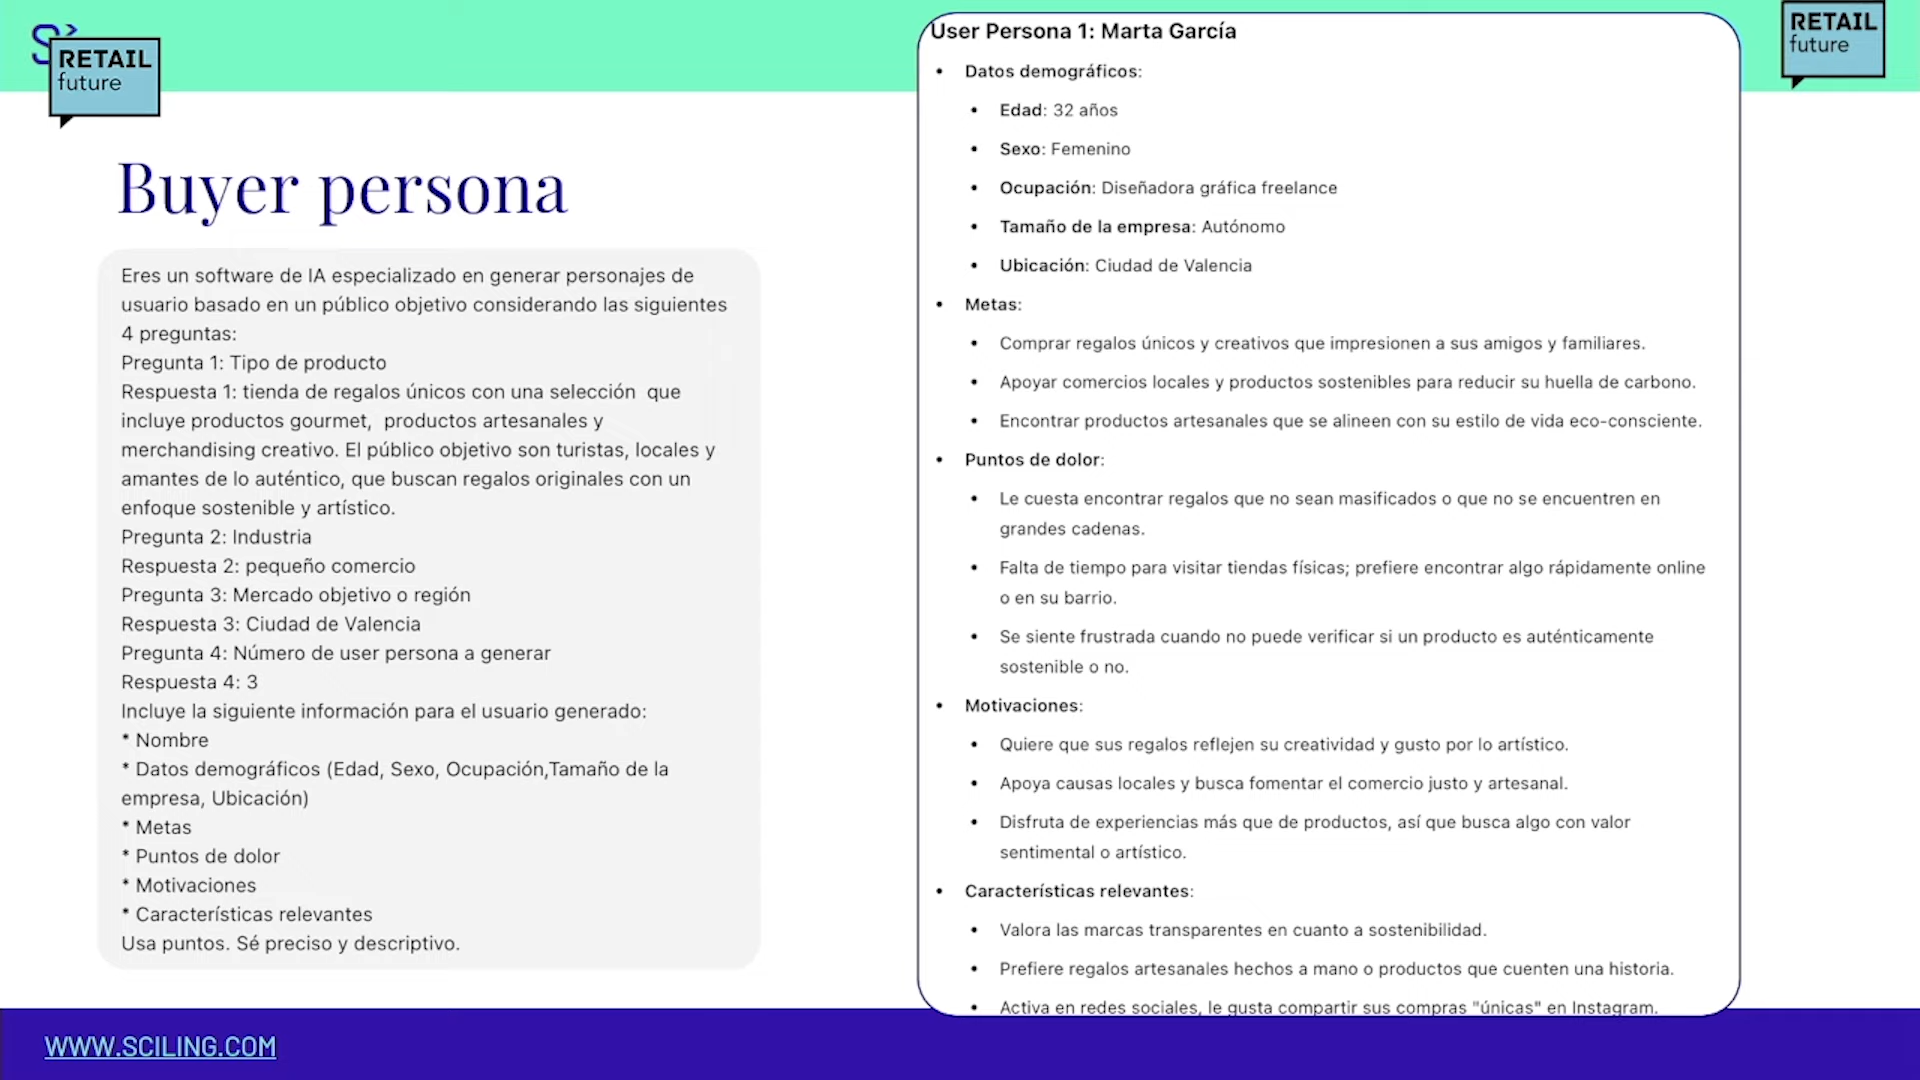 RETAIL
future
RETAIL
future
Buyer persona
Eres un software de IA especializado en generar personajes de
usuario basado en un público objetivo considerando las siguientes
4 preguntas:
Pregunta 1: Tipo de producto
Respuesta 1: tienda de regalos únicos con una selección  que
incluye productos gourmet,  productos artesanales y
merchandising creativo. El público objetivo son turistas, locales y
amantes de lo auténtico, que buscan regalos originales con un
enfoque sostenible y artístico.
Pregunta 2: Industria
Respuesta 2: pequeño comercio
Pregunta 3: Mercado objetivo o región
Respuesta 3: Ciudad de Valencia
Pregunta 4: Número de user persona a generar
Respuesta 4: 3
Incluye la siguiente información para el usuario generado:
* Nombre
* Datos demográficos (Edad, Sexo, Ocupación,Tamaño de la
empresa, Ubicación)
* Metas
* Puntos de dolor
* Motivaciones
* Características relevantes
Usa puntos. Sé preciso y descriptivo.
User Persona 1: Marta García
• Datos demográficos:
• Edad: 32 años
• Sexo: Femenino
• Ocupación: Diseñadora gráfica freelance
• Tamaño de la empresa: Autónomo
• Ubicación: Ciudad de Valencia
• Metas:
• Comprar regalos únicos y creativos que impresionen a sus amigos y familiares.
• Apoyar comercios locales y productos sostenibles para reducir su huella de carbono.
• Encontrar productos artesanales que se alineen con su estilo de vida eco-consciente.
• Puntos de dolor:
• Le cuesta encontrar regalos que no sean masificados o que no se encuentren en
grandes cadenas.
• Falta de tiempo para visitar tiendas físicas; prefiere encontrar algo rápidamente online
o en su barrio.
• Se siente frustrada cuando no puede verificar si un producto es auténticamente
sostenible o no.
• Motivaciones:
• Quiere que sus regalos reflejen su creatividad y gusto por lo artístico.
• Apoya causas locales y busca fomentar el comercio justo y artesanal.
• Disfruta de experiencias más que de productos, así que busca algo con valor
sentimental o artístico.
• Características relevantes:
• Valora las marcas transparentes en cuanto a sostenibilidad.
• Prefiere regalos artesanales hechos a mano o productos que cuenten una historia.
• Activa en redes sociales, le gusta compartir sus compras "únicas" en Instagram.
WWW.SCILING.COM